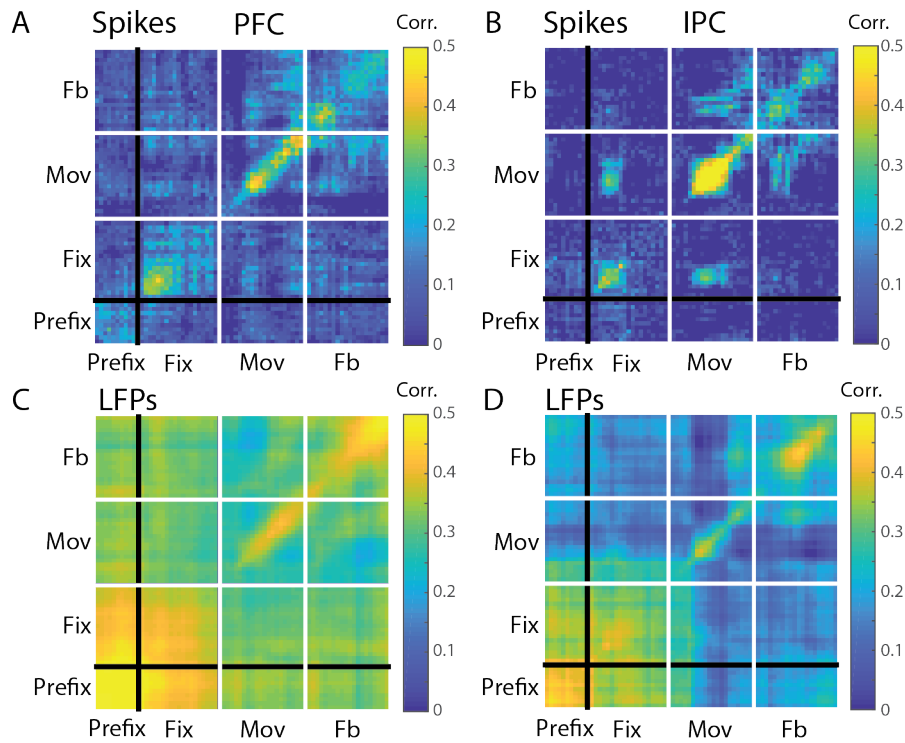 A Spikes PFC Corr.
B Spikes IPC Corr.
Fb
Mov
Fix
Prefix
Prefix Fix Mov Fb
0.5
0.4
0.3
0.2
0.1
0
Fb
Mov
Fix
Prefix
Prefix Fix Mov Fb
0.5
0.4
0.3
0.2
0.1
0
C LFPs Corr.
D LFPs Corr.
Fb
Mov
Fix
Prefix
Prefix Fix Mov Fb
0.5
0.4
0.3
0.2
0.1
0
Fb
Mov
Fix
Prefix
Prefix Fix Mov Fb
0.5
0.4
0.3
0.2
0.1
0